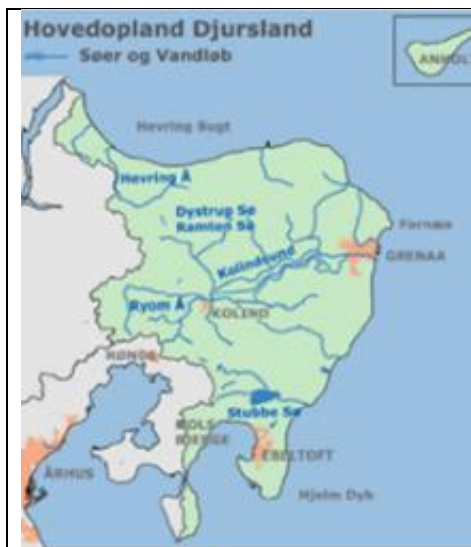 Hovedopland Djursland
Søer og Vandløb
ANHOLT
Hevring Bugt
Hevring Å
Dystrup Sø
Ramten Sø
Fornæs
Kolindsund
GRENAA
Ryom Å
KOLIND
RØNDE
Stubbe Sø
MOLS
BJERGE
EBELTOFT
ÅRHUS
Hjelm Dyb